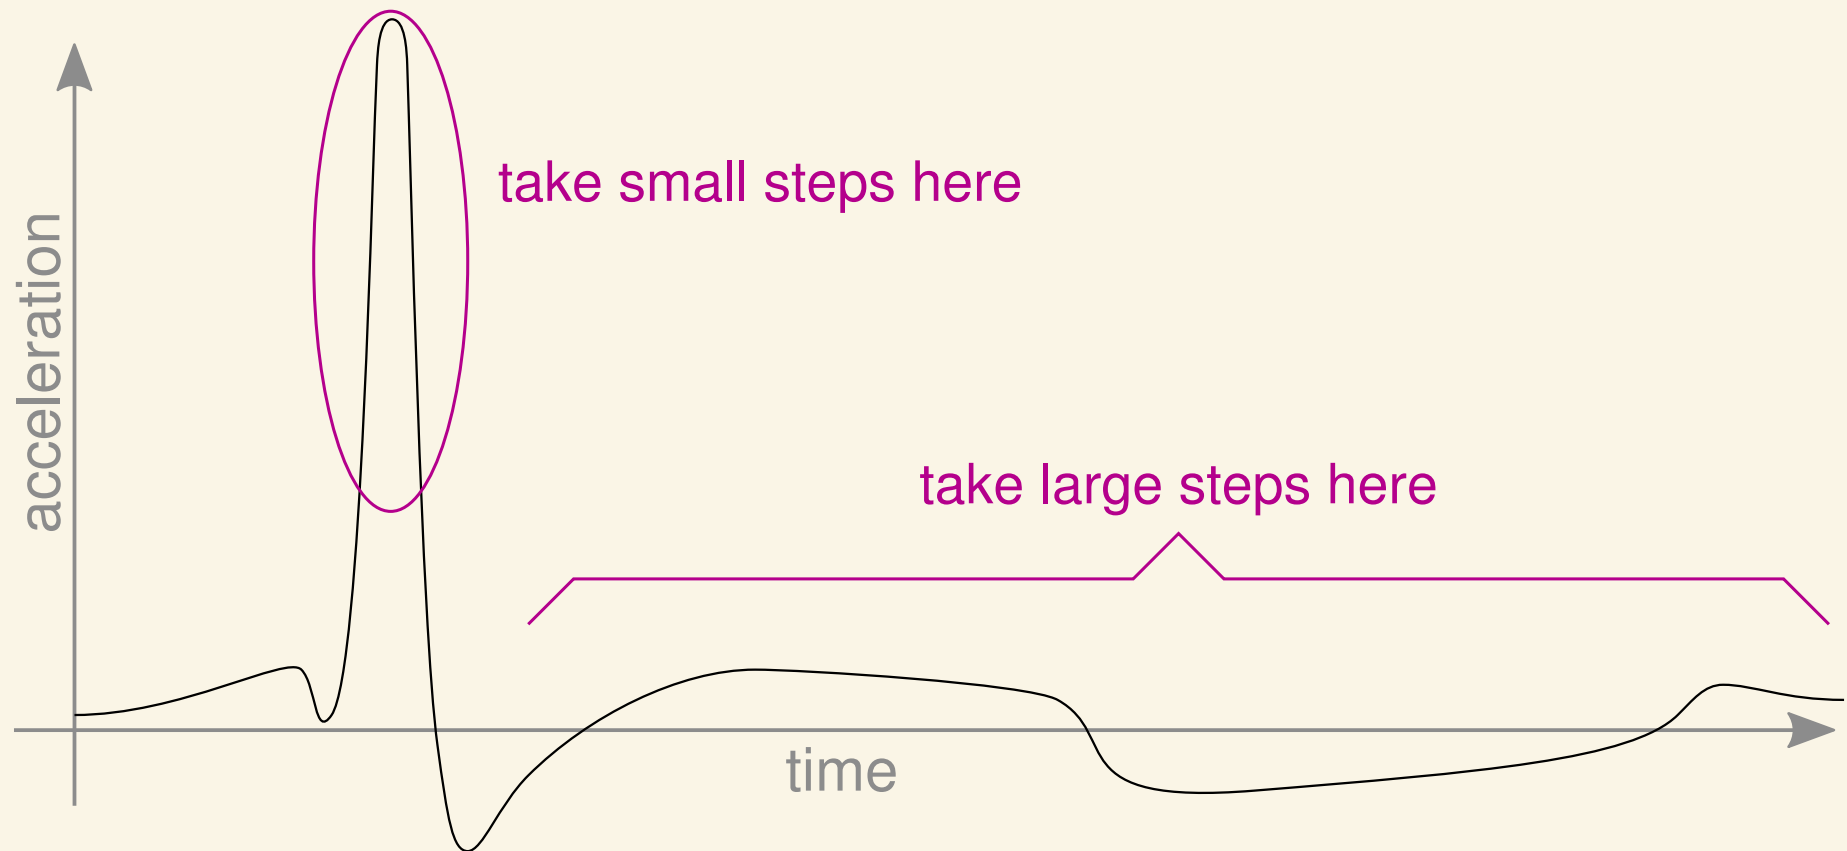 take small steps here
acceleration
take large steps here
time